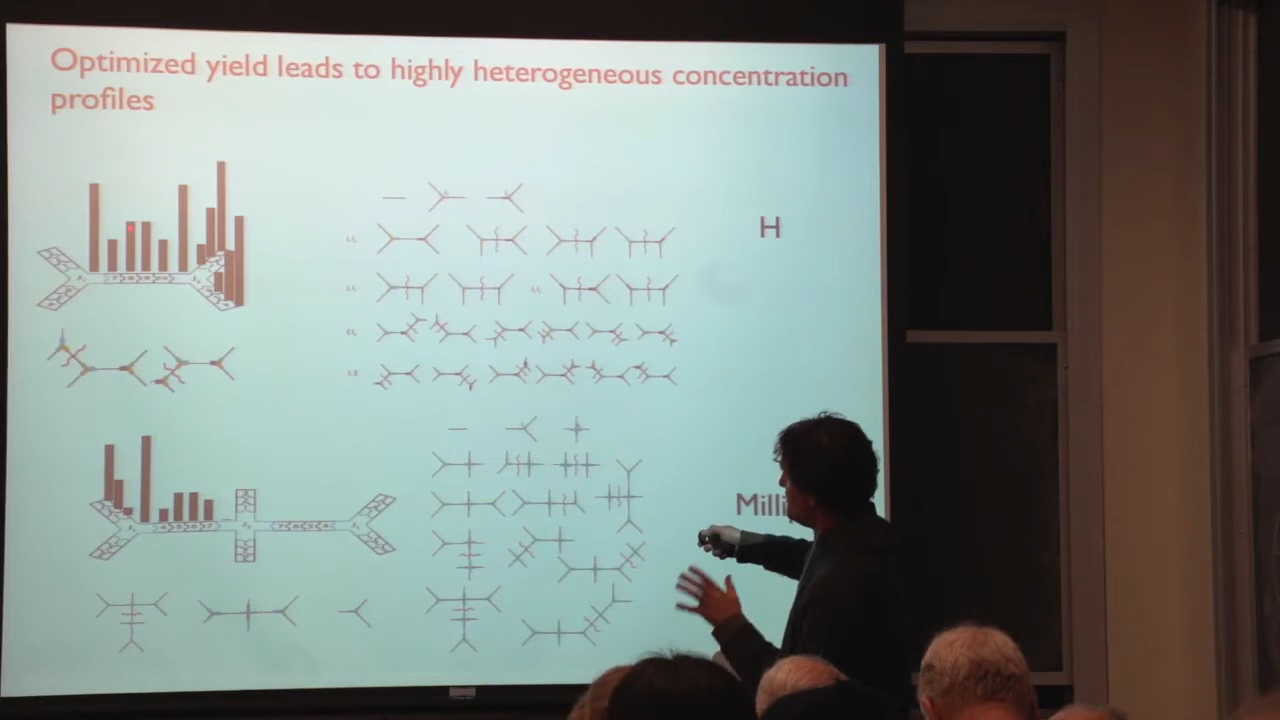 Optimized yield leads to highly heterogeneous concentration
profiles
H
Milli